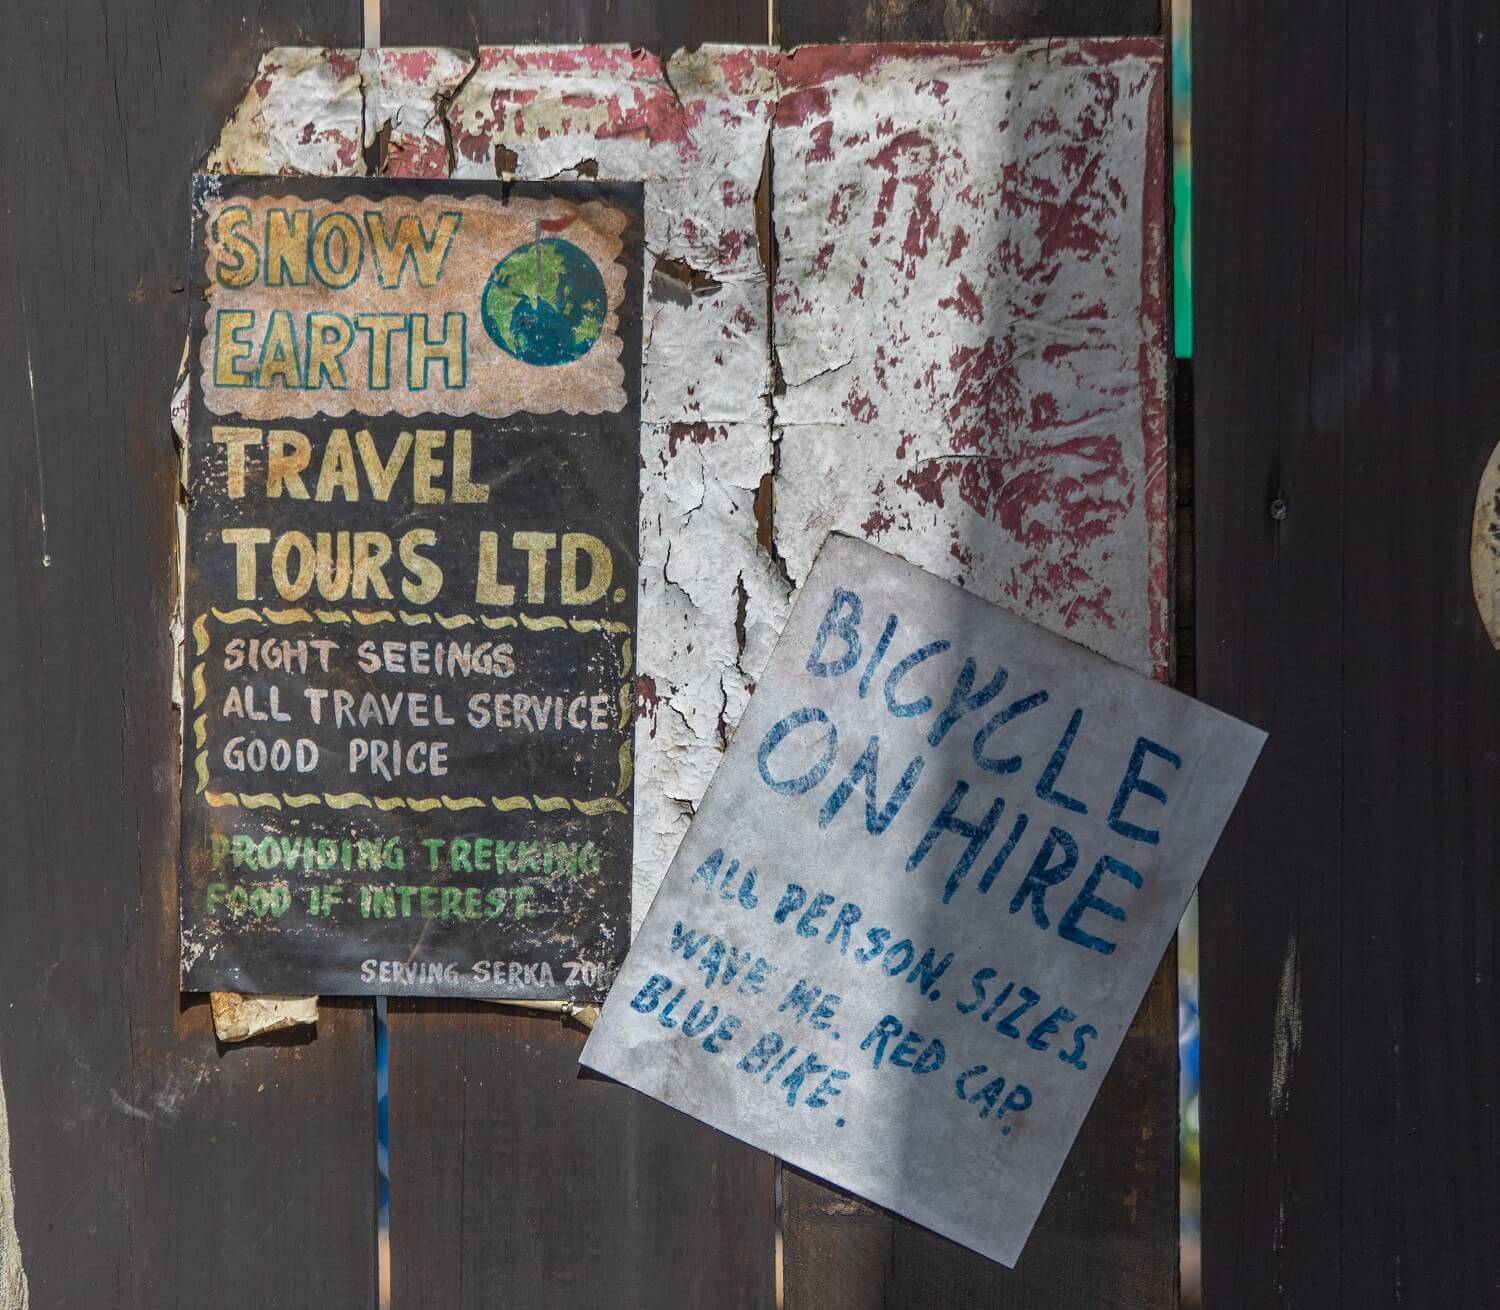 SNOW
EARTH
TRAVEL
TOURS LTD.
SIGHT SEEINGS
ALL TRAVEL SERVICE
GOOD PRICE
PROVIDING TREKKING
FOOD IF INTEREST.
SERVING SERKA
BICYCLE
ON HIRE
ALL PERSON. SIZES.
WAVE ME. RED CAP.
BLUE BIKE.